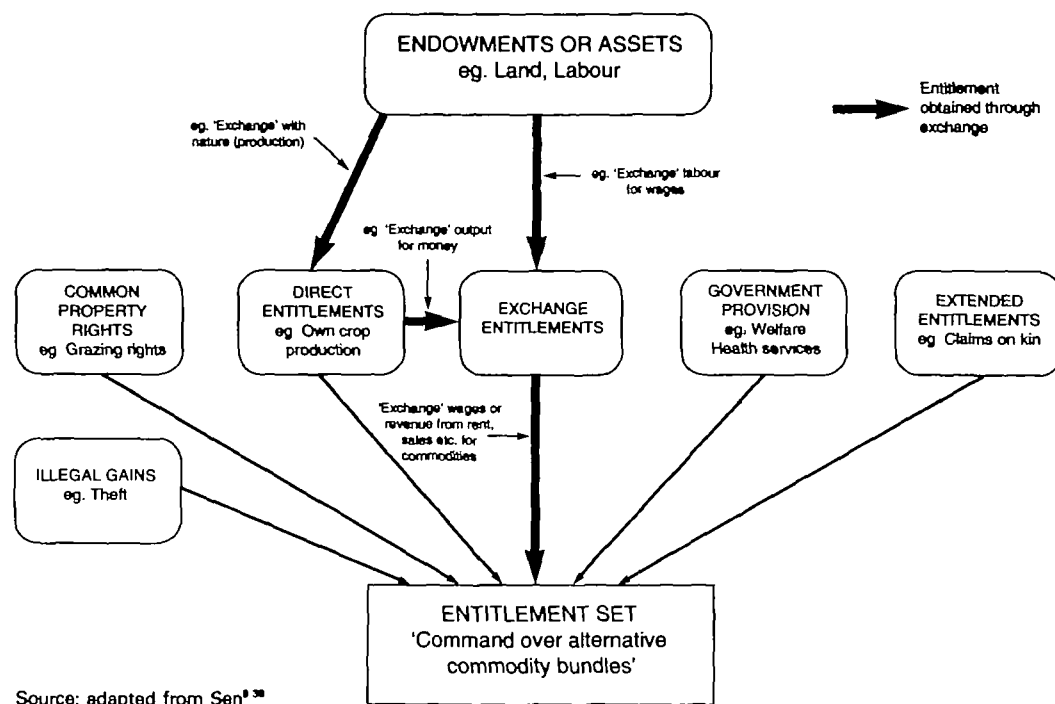 ENDOWMENTS OR ASSETS
eg. Land, Labour
Entitlement
obtained through
exchange
eg. 'Exchange' with
nature (production)
eg. 'Exchange' labour
for wages
eg 'Exchange' output
for money
COMMON
PROPERTY
RIGHTS
eg Grazing rights
DIRECT
ENTITLEMENTS
eg Own crop
production
EXCHANGE
ENTITLEMENTS
GOVERNMENT
PROVISION
eg. Welfare
Health services
EXTENDED
ENTITLEMENTS
eg Claims on kin
'Exchange' wages or
revenue from rent,
sales etc. for
commodities
ILLEGAL GAINS
eg. Theft
ENTITLEMENT SET
'Command over alternative
commodity bundles'
Source: adapted from Sen